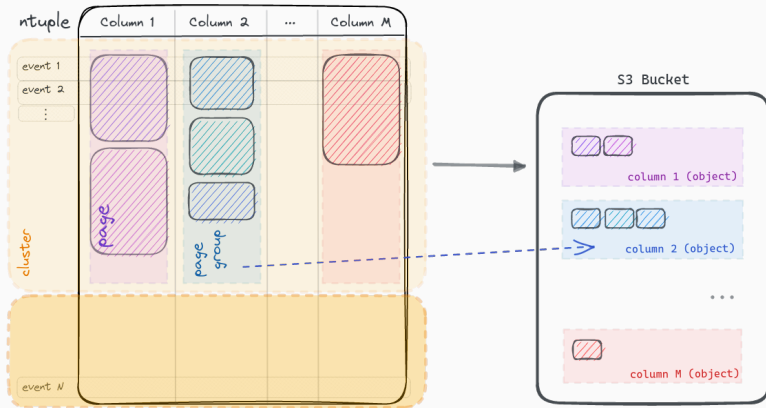 ntuple
Column 1
Column 2
...
Column M
event 1
event 2
⋮
page
page
group
cluster
event N
S3 Bucket
column 1 (object)
column 2 (object)
...
column M (object)